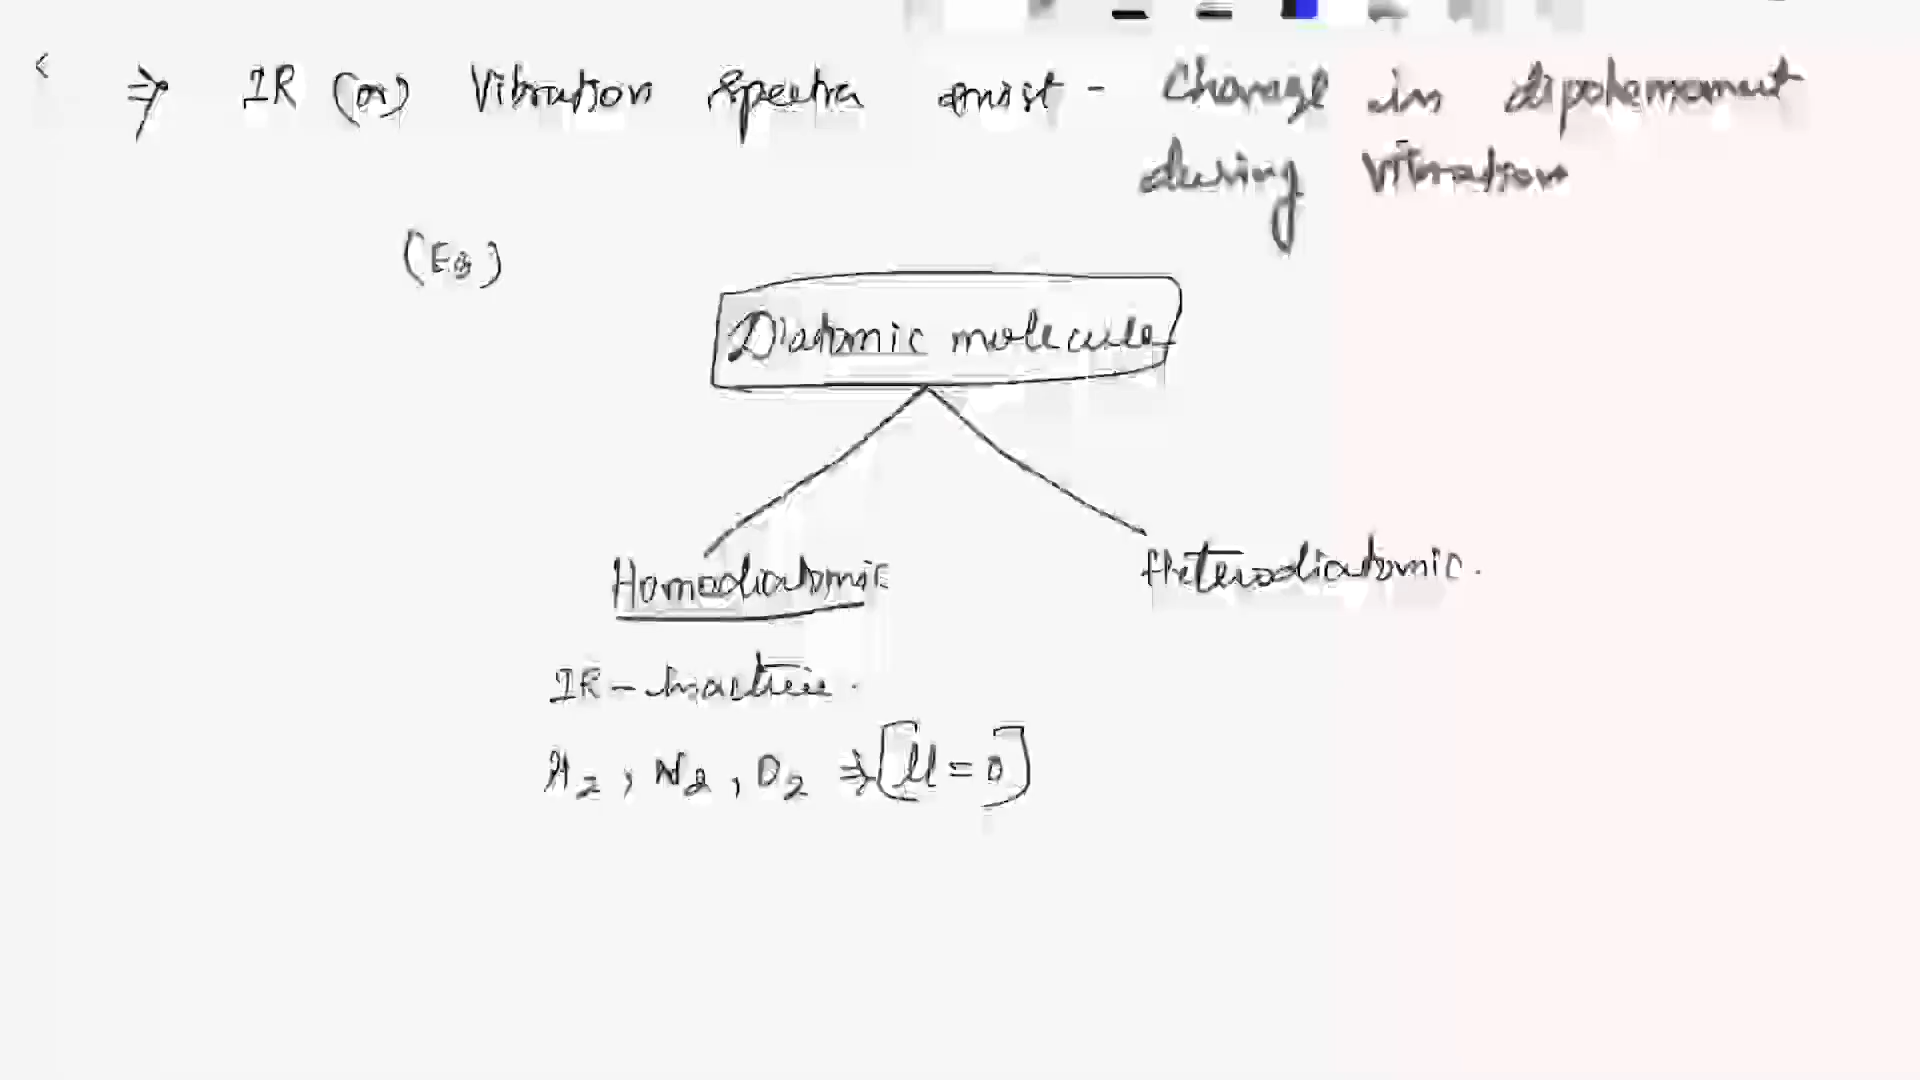 ⇒ IR (or) Vibration Spectra exist - Change in dipolemoment
during vibration
(Eg)
Diatomic molecule
Homodiatomic
Heterodiatomic.
IR - Inactive.
H2, N2, O2 ⇒ [μ = 0]